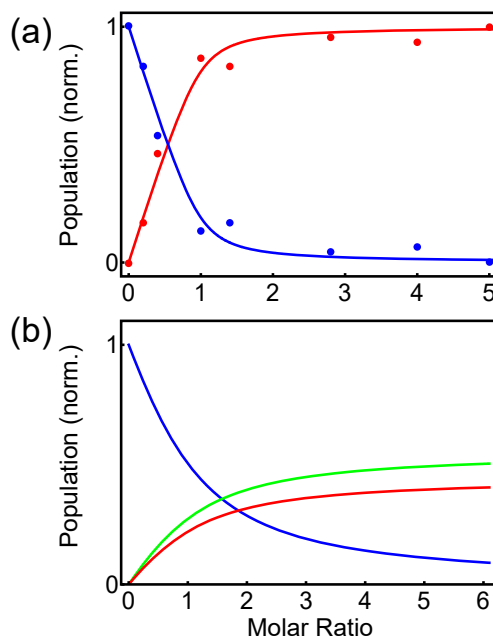 (a)
Population (norm.)
1
0
0 1 2 3 4 5
(b)
Population (norm.)
1
0
0 1 2 3 4 5 6
Molar Ratio